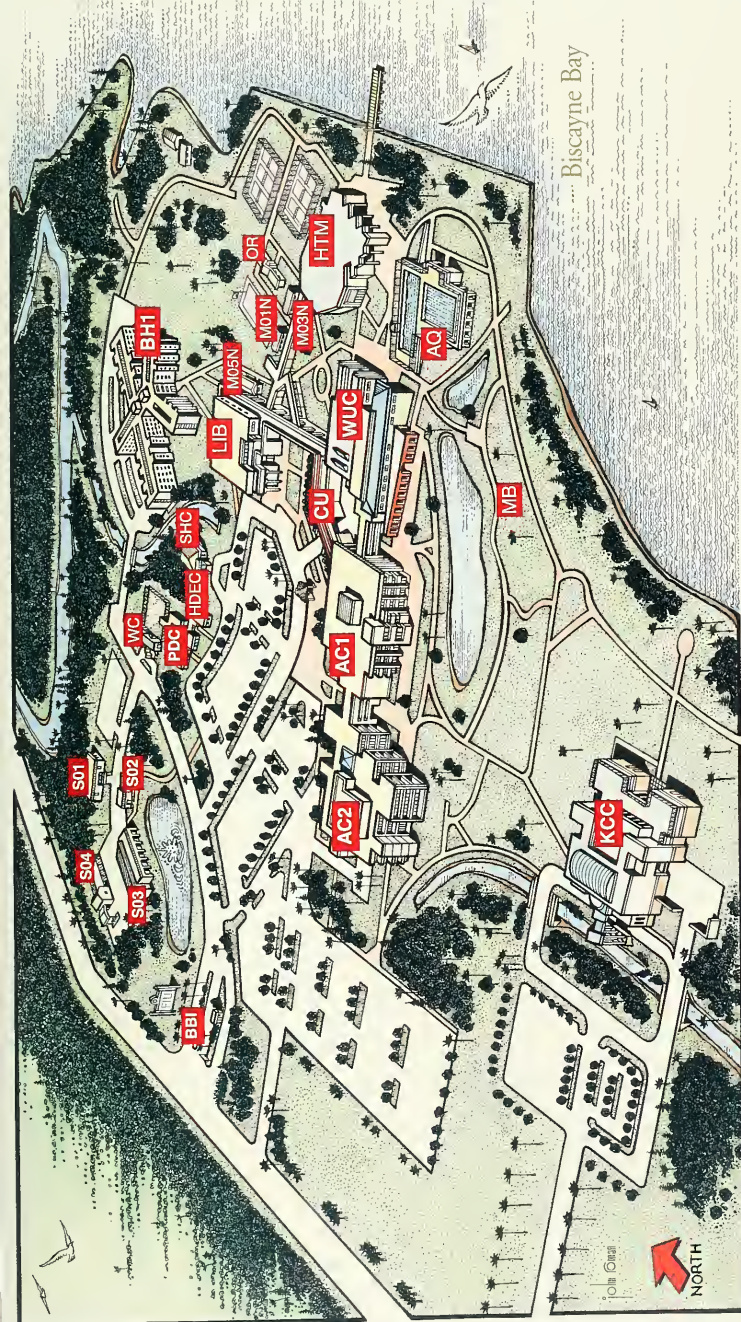 Biscayne Bay
OR
HTM
M01N
M03N
BH1
M05N
LIB
WUC
AQ
SHC
CU
MB
WC
HDEC
PDC
AC1
S01
S02
AC2
S04
S03
KCC
BBI
NORTH